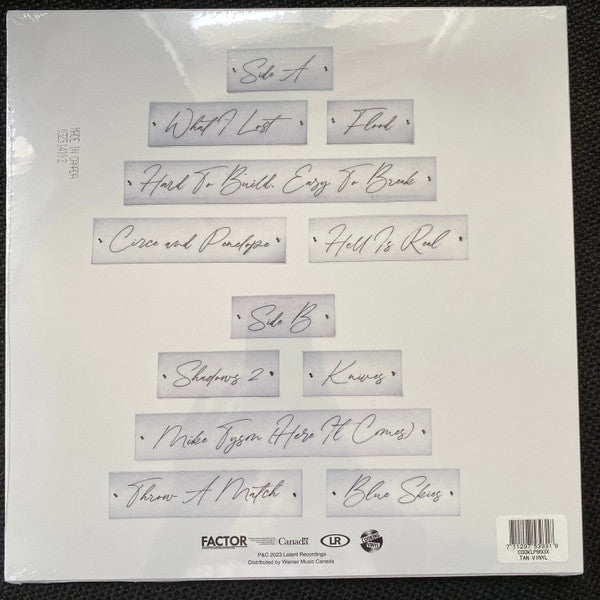 Side A
What I Lost
Flood
Hard To Build. Easy To Break
Circe and Penelope
Hell Is Real
Side B
Shadows 2
Knives
Mike Tyson (Here It Comes)
Throw A Match
Blue Skies
MADE IN CANADA
FACTOR
Canada
LR
P&C 2023 Latent Recordings
Distributed by Warner Music Canada
TAN VINYL